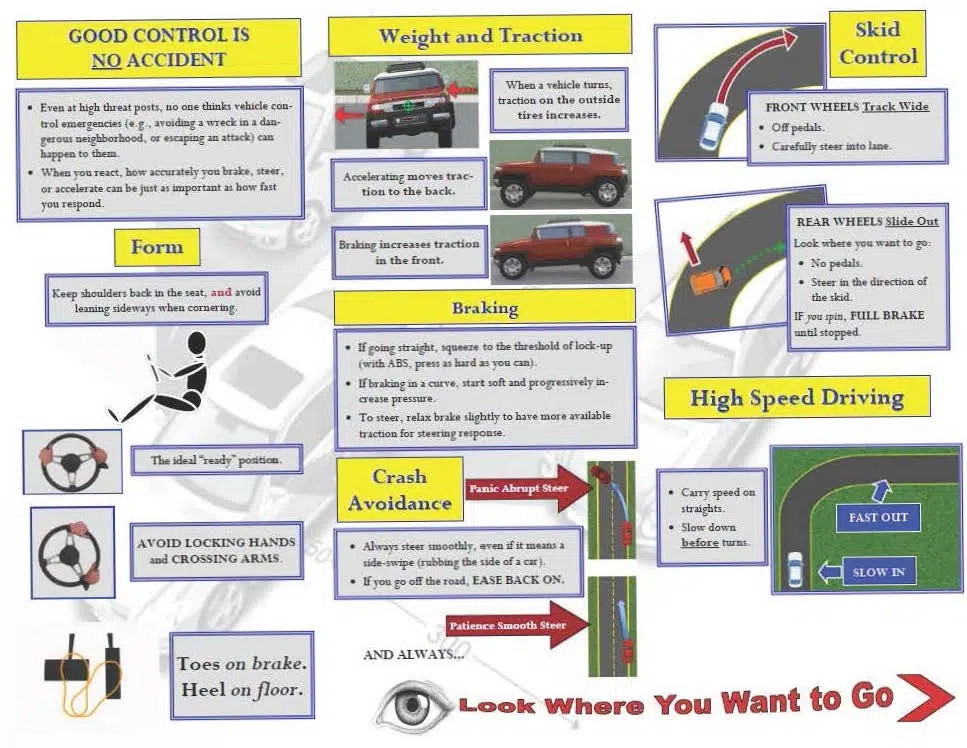 GOOD CONTROL IS
NO ACCIDENT
• Even at high threat posts, no one thinks vehicle con-
trol emergencies (e.g., avoiding a wreck in a dan-
gerous neighborhood, or escaping an attack) can
happen to them.
• When you react, how accurately you brake, steer,
or accelerate can be just as important as how fast
you respond.
Form
Keep shoulders back in the seat, and avoid
leaning sideways when cornering.
The ideal "ready" position.
AVOID LOCKING HANDS
and CROSSING ARMS.
Toes on brake.
Heel on floor.
Weight and Traction
When a vehicle turns,
traction on the outside
tires increases.
Accelerating moves trac-
tion to the back.
Braking increases traction
in the front.
Braking
• If going straight, squeeze to the threshold of lock-up
(with ABS, press as hard as you can).
• If braking in a curve, start soft and progressively in-
crease pressure.
• To steer, relax brake slightly to have more available
traction for steering response.
Crash
Avoidance
Panic Abrupt Steer
• Always steer smoothly, even if it means a
side-swipe (rubbing the side of a car).
• If you go off the road, EASE BACK ON.
Patience Smooth Steer
300
AND ALWAYS...
Look Where You Want to Go
Skid
Control
FRONT WHEELS Track Wide
• Off pedals.
• Carefully steer into lane.
REAR WHEELS Slide Out
Look where you want to go:
• No pedals.
• Steer in the direction of
the skid.
IF you spin, FULL BRAKE
until stopped.
High Speed Driving
• Carry speed on
straights.
• Slow down
before turns.
FAST OUT
SLOW IN